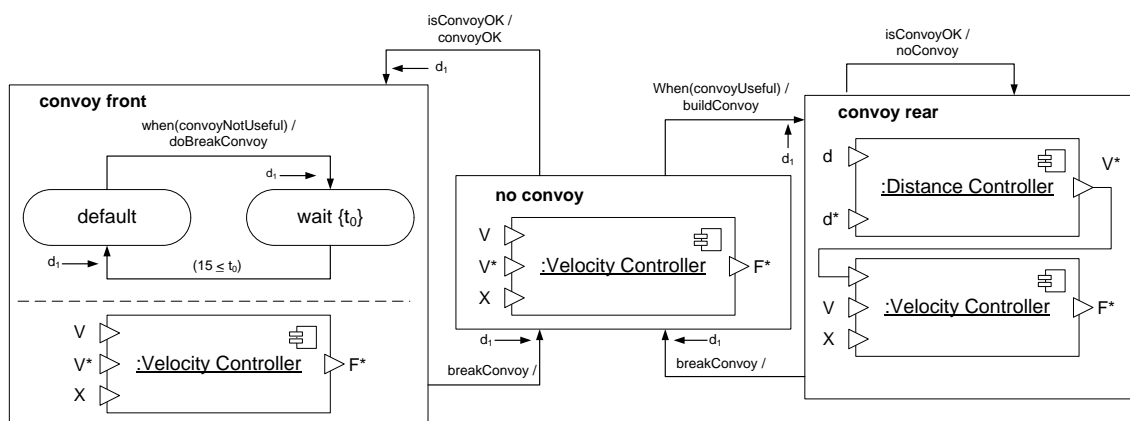 isConvoyOK /
convoyOK
d1
convoy front
when(convoyNotUseful) /
doBreakConvoy
d1
default
wait {t0}
d1
(15 ≤ t0)
V
V*
X
:Velocity Controller
F*
breakConvoy /
When(convoyUseful) /
buildConvoy
d1
no convoy
V
V*
X
:Velocity Controller
F*
d1
d1
breakConvoy /
isConvoyOK /
noConvoy
convoy rear
d
d*
:Distance Controller
V*
V
X
:Velocity Controller
F*